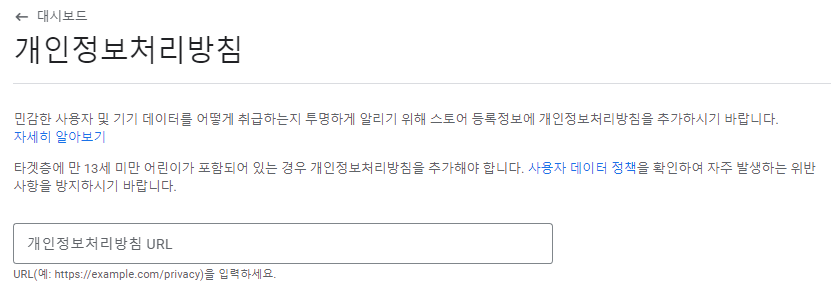 ← 대시보드
개인정보처리방침
민감한 사용자 및 기기 데이터를 어떻게 취급하는지 투명하게 알리기 위해 스토어 등록정보에 개인정보처리방침을 추가하시기 바랍니다.
자세히 알아보기
타겟층에 만 13세 미만 어린이가 포함되어 있는 경우 개인정보처리방침을 추가해야 합니다. 사용자 데이터 정책을 확인하여 자주 발생하는 위반
사항을 방지하시기 바랍니다.
개인정보처리방침 URL
URL(예: https://example.com/privacy)을 입력하세요.